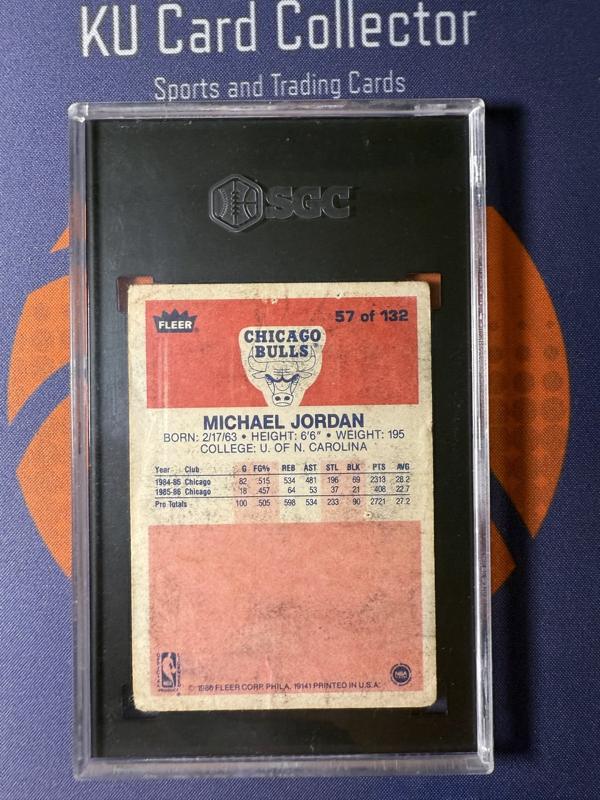 KU Card Collector
Sports and Trading Cards
SGC
FLEER
57 of 132
CHICAGO
BULLS
MICHAEL JORDAN
BORN: 2/17/63 • HEIGHT: 6'6" • WEIGHT: 195
COLLEGE: U. OF N. CAROLINA
Year Club G FG% REB AST STL BLK PTS AVG
1984-85 Chicago 82 .515 534 481 196 69 2313 28.2
1985-86 Chicago 18 .457 64 53 37 21 408 22.7
Pro Totals 100 .505 598 534 233 90 2721 27.2
© 1986 FLEER CORP. PHILA. 19141 PRINTED IN U.S.A.